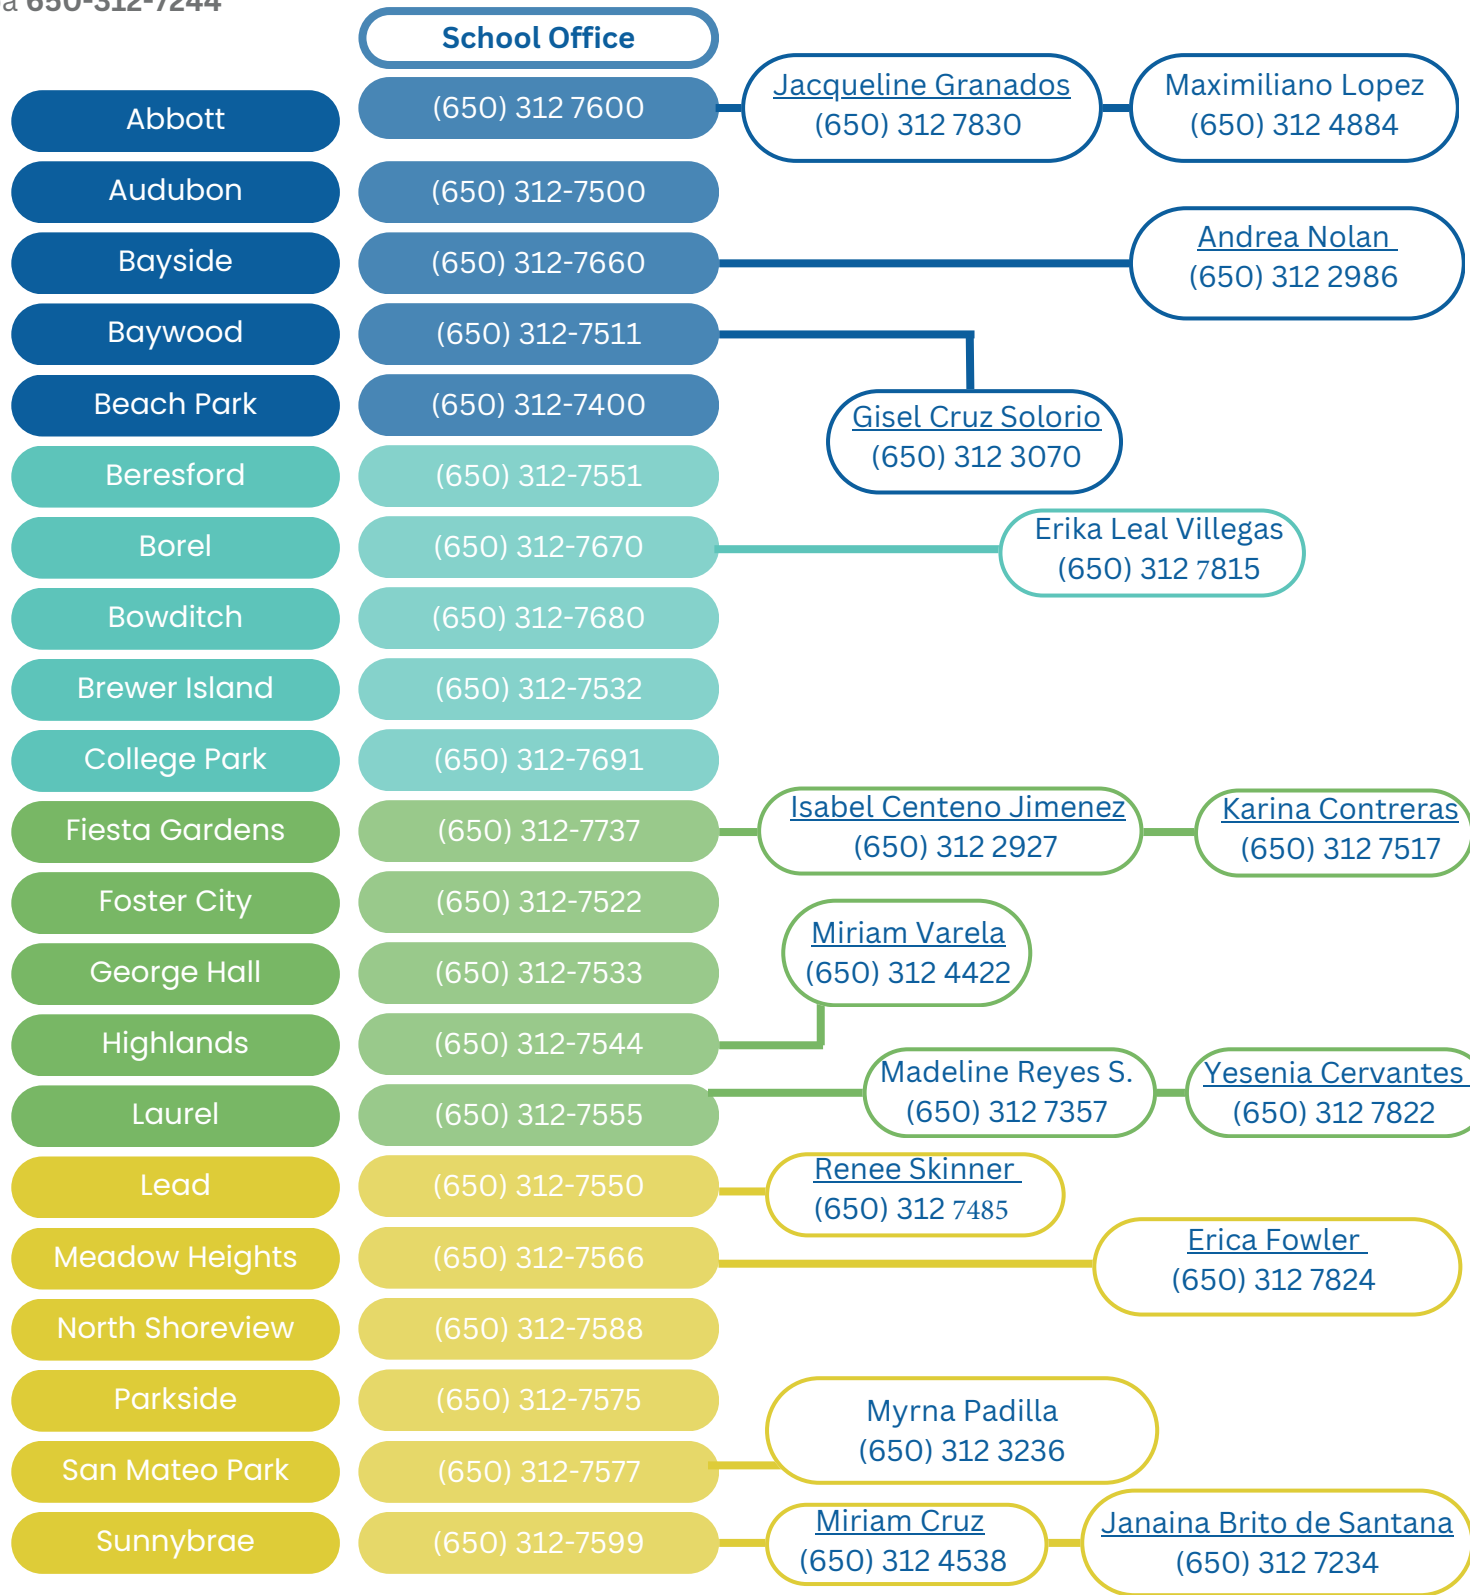 650-312-7244
School Office
Abbott
(650) 312 7600
Jacqueline Granados
(650) 312 7830
Maximiliano Lopez
(650) 312 4884
Audubon
(650) 312-7500
Bayside
(650) 312-7660
Andrea Nolan
(650) 312 2986
Baywood
(650) 312-7511
Gisel Cruz Solorio
(650) 312 3070
Beach Park
(650) 312-7400
Beresford
(650) 312-7551
Borel
(650) 312-7670
Erika Leal Villegas
(650) 312 7815
Bowditch
(650) 312-7680
Brewer Island
(650) 312-7532
College Park
(650) 312-7691
Fiesta Gardens
(650) 312-7737
Isabel Centeno Jimenez
(650) 312 2927
Karina Contreras
(650) 312 7517
Foster City
(650) 312-7522
George Hall
(650) 312-7533
Highlands
(650) 312-7544
Miriam Varela
(650) 312 4422
Laurel
(650) 312-7555
Madeline Reyes S.
(650) 312 7357
Yesenia Cervantes
(650) 312 7822
Lead
(650) 312-7550
Renee Skinner
(650) 312 7485
Meadow Heights
(650) 312-7566
Erica Fowler
(650) 312 7824
North Shoreview
(650) 312-7588
Parkside
(650) 312-7575
San Mateo Park
(650) 312-7577
Myrna Padilla
(650) 312 3236
Sunnybrae
(650) 312-7599
Miriam Cruz
(650) 312 4538
Janaina Brito de Santana
(650) 312 7234